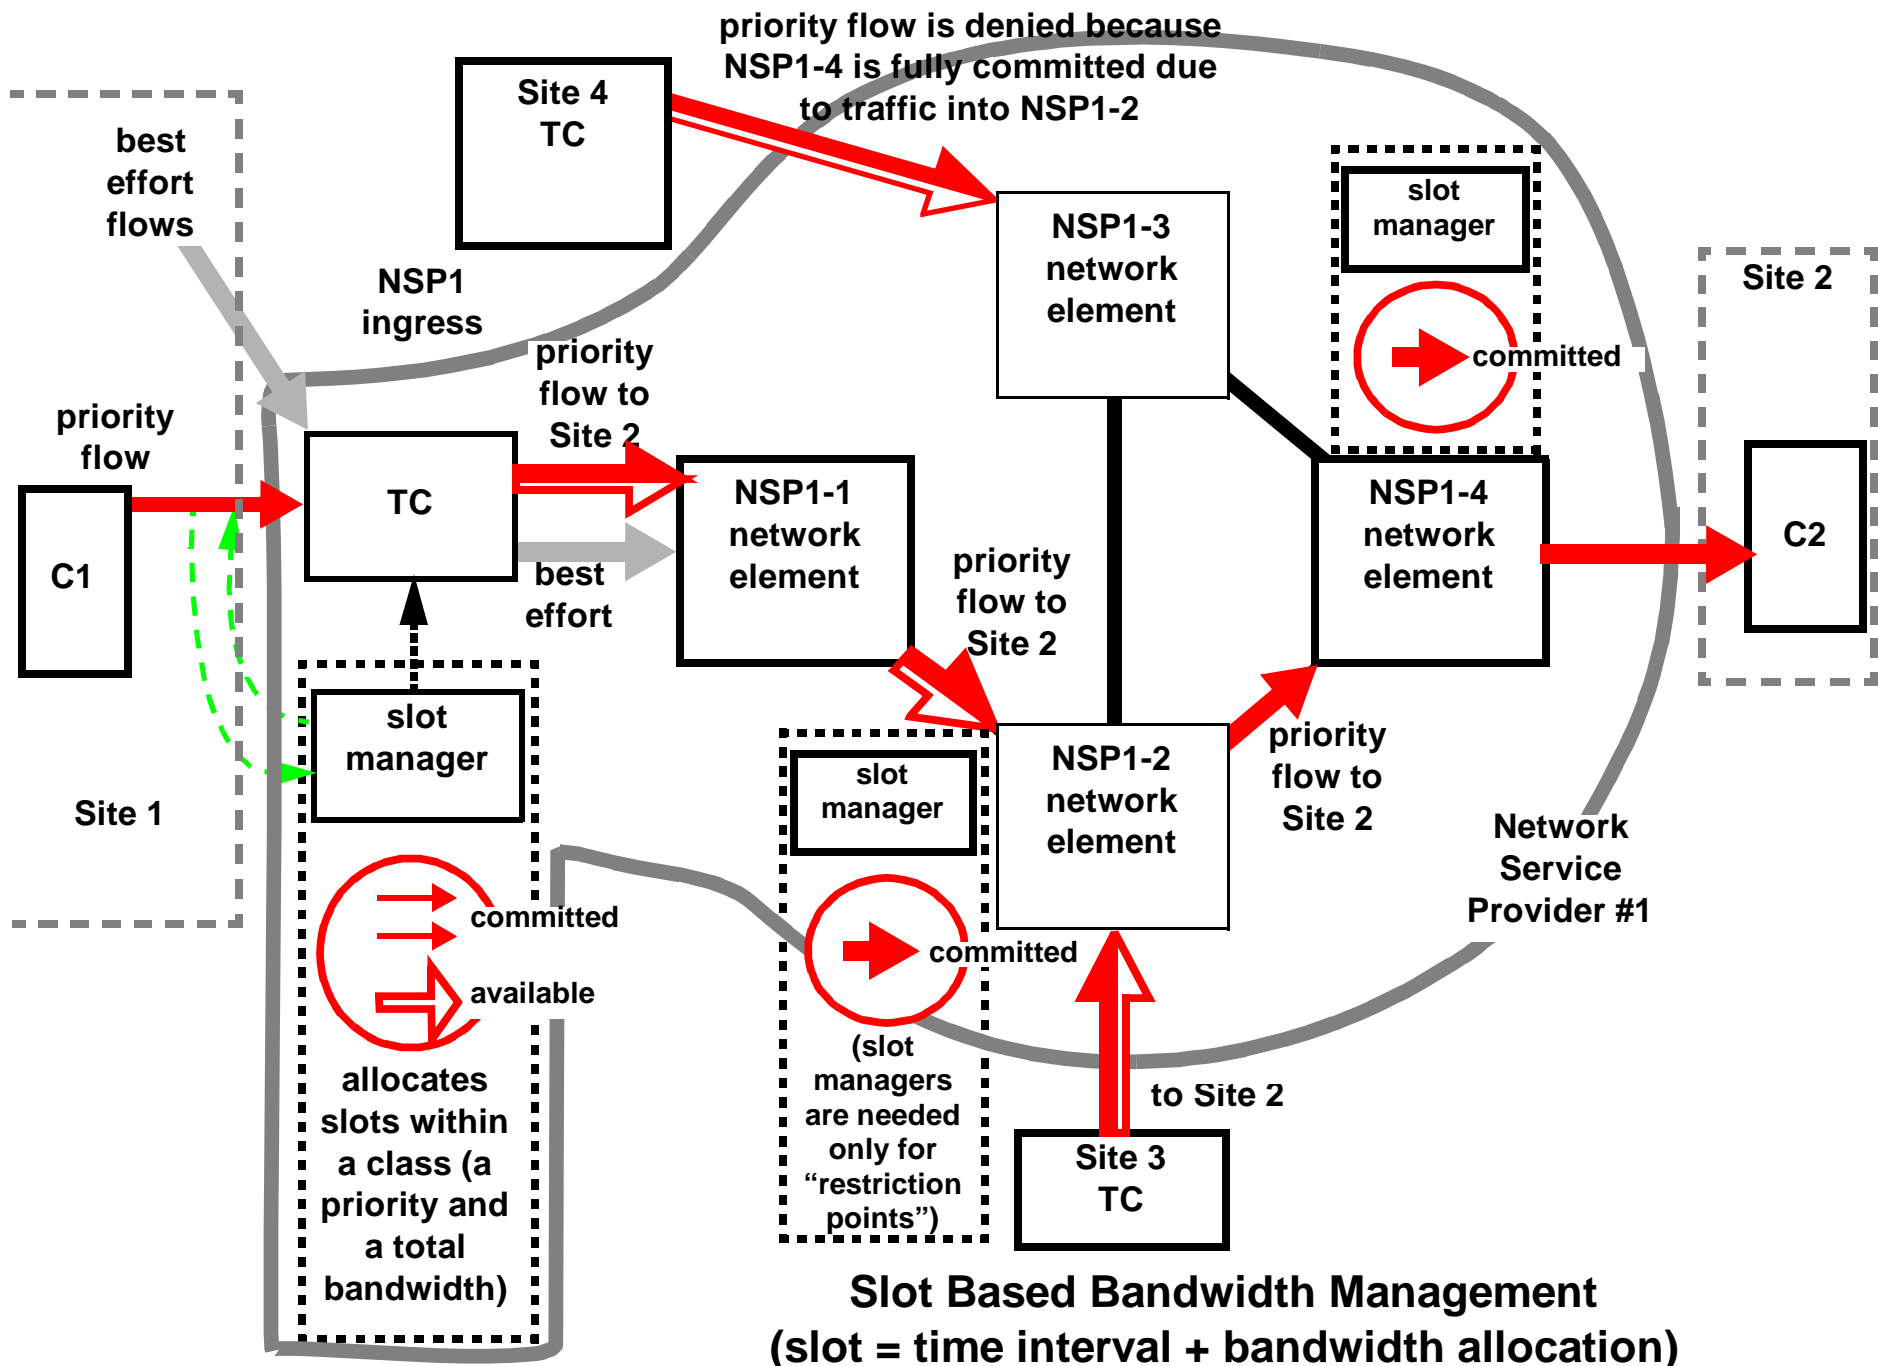 priority flow is denied because
NSP1-4 is fully committed due
to traffic into NSP1-2
Site 4
TC
best
effort
flows
NSP1
ingress
slot
manager
committed
Site 2
NSP1-3
network
element
priority
flow to
Site 2
priority
flow
C1
TC
best
effort
NSP1-1
network
element
priority
flow to
Site 2
NSP1-4
network
element
C2
slot
manager
Site 1
committed
available
allocates
slots within
a class (a
priority and
a total
bandwidth)
slot
manager
committed
(slot
managers
are needed
only for
“restriction
points”)
NSP1-2
network
element
priority
flow to
Site 2
Network
Service
Provider #1
to Site 2
Site 3
TC
Slot Based Bandwidth Management
(slot = time interval + bandwidth allocation)